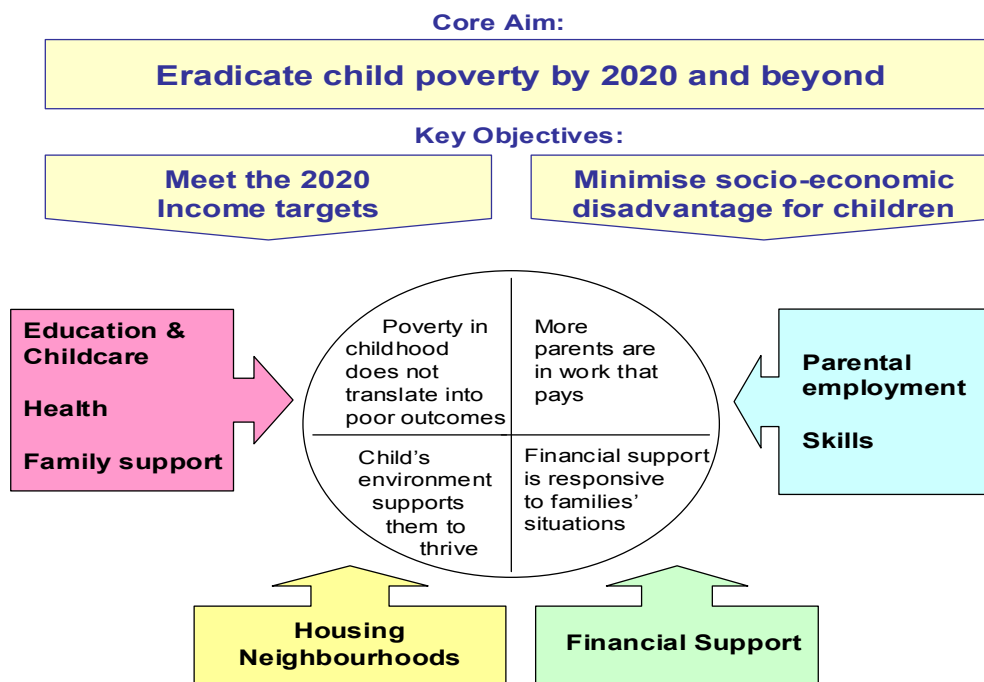 Core Aim:
Eradicate child poverty by 2020 and beyond
Key Objectives:
Meet the 2020
Income targets
Minimise socio-economic
disadvantage for children
Education &
Childcare
Health
Family support
Poverty in
childhood
does not
translate into
poor outcomes
More
parents are
in work that
pays
Parental
employment
Skills
Child's
environment
supports
them to
thrive
Financial support
is responsive
to families'
situations
Housing
Neighbourhoods
Financial Support